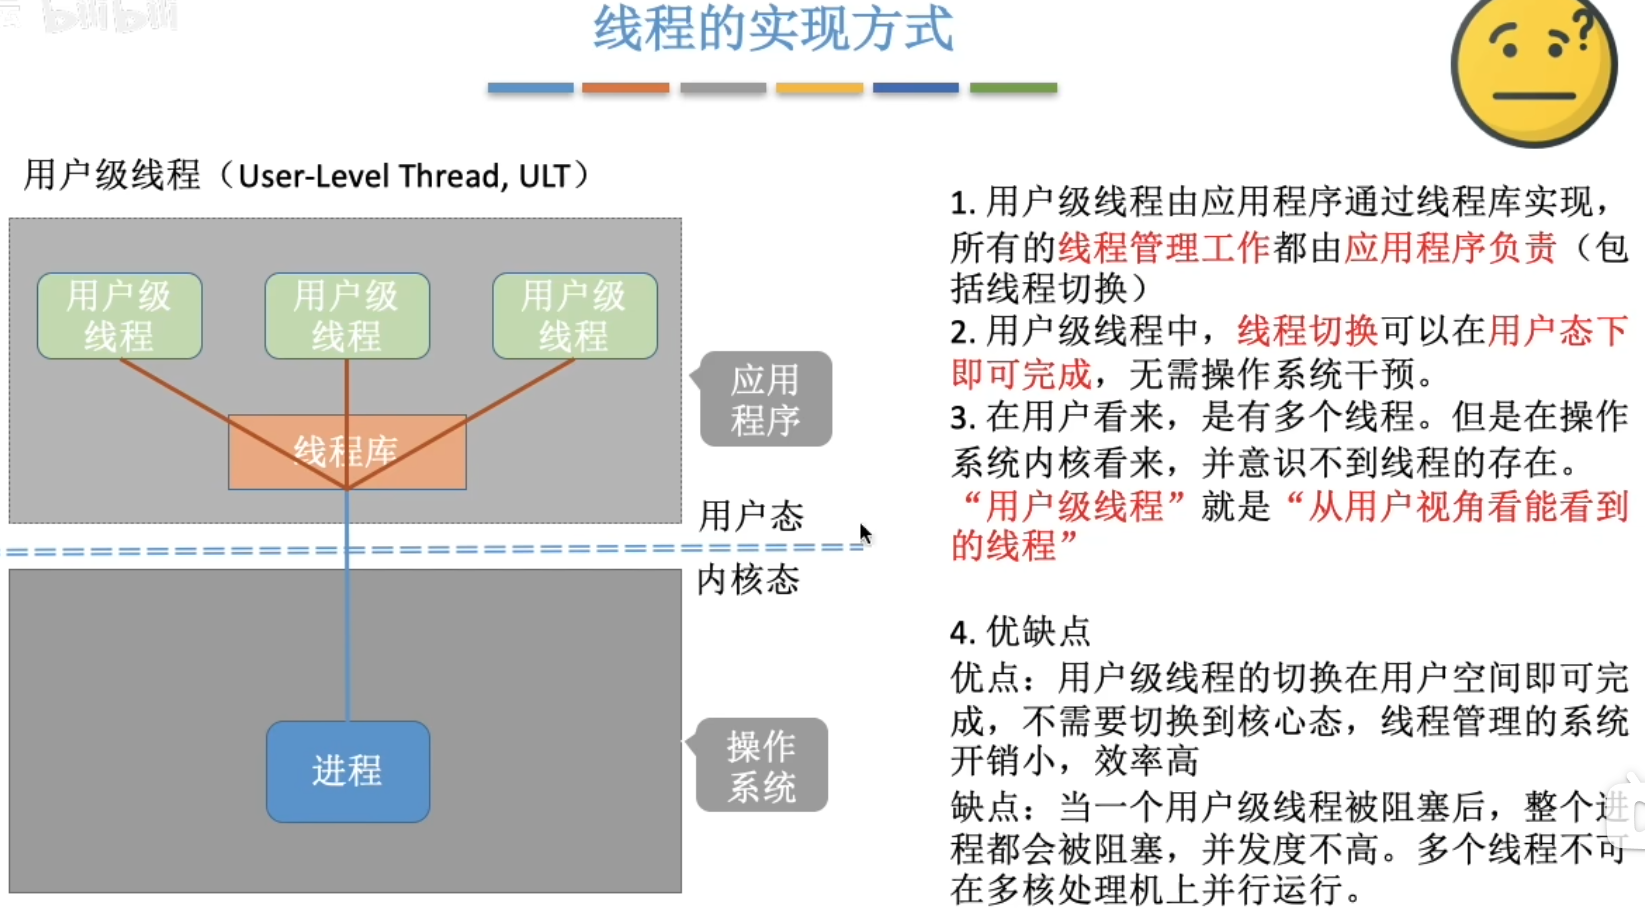 bilibili
线程的实现方式
用户级线程（User-Level Thread, ULT）
用户级
线程
用户级
线程
用户级
线程
线程库
应用
程序
用户态
内核态
进程
操作
系统
1. 用户级线程由应用程序通过线程库实现，
所有的线程管理工作都由应用程序负责（包
括线程切换）
2. 用户级线程中，线程切换可以在用户态下
即可完成，无需操作系统干预。
3. 在用户看来，是有多个线程。但是在操作
系统内核看来，并意识不到线程的存在。
“用户级线程”就是“从用户视角看能看到
的线程”
4. 优缺点
优点：用户级线程的切换在用户空间即可完
成，不需要切换到核心态，线程管理的系统
开销小，效率高
缺点：当一个用户级线程被阻塞后，整个进
程都会被阻塞，并发度不高。多个线程不可
在多核处理机上并行运行。